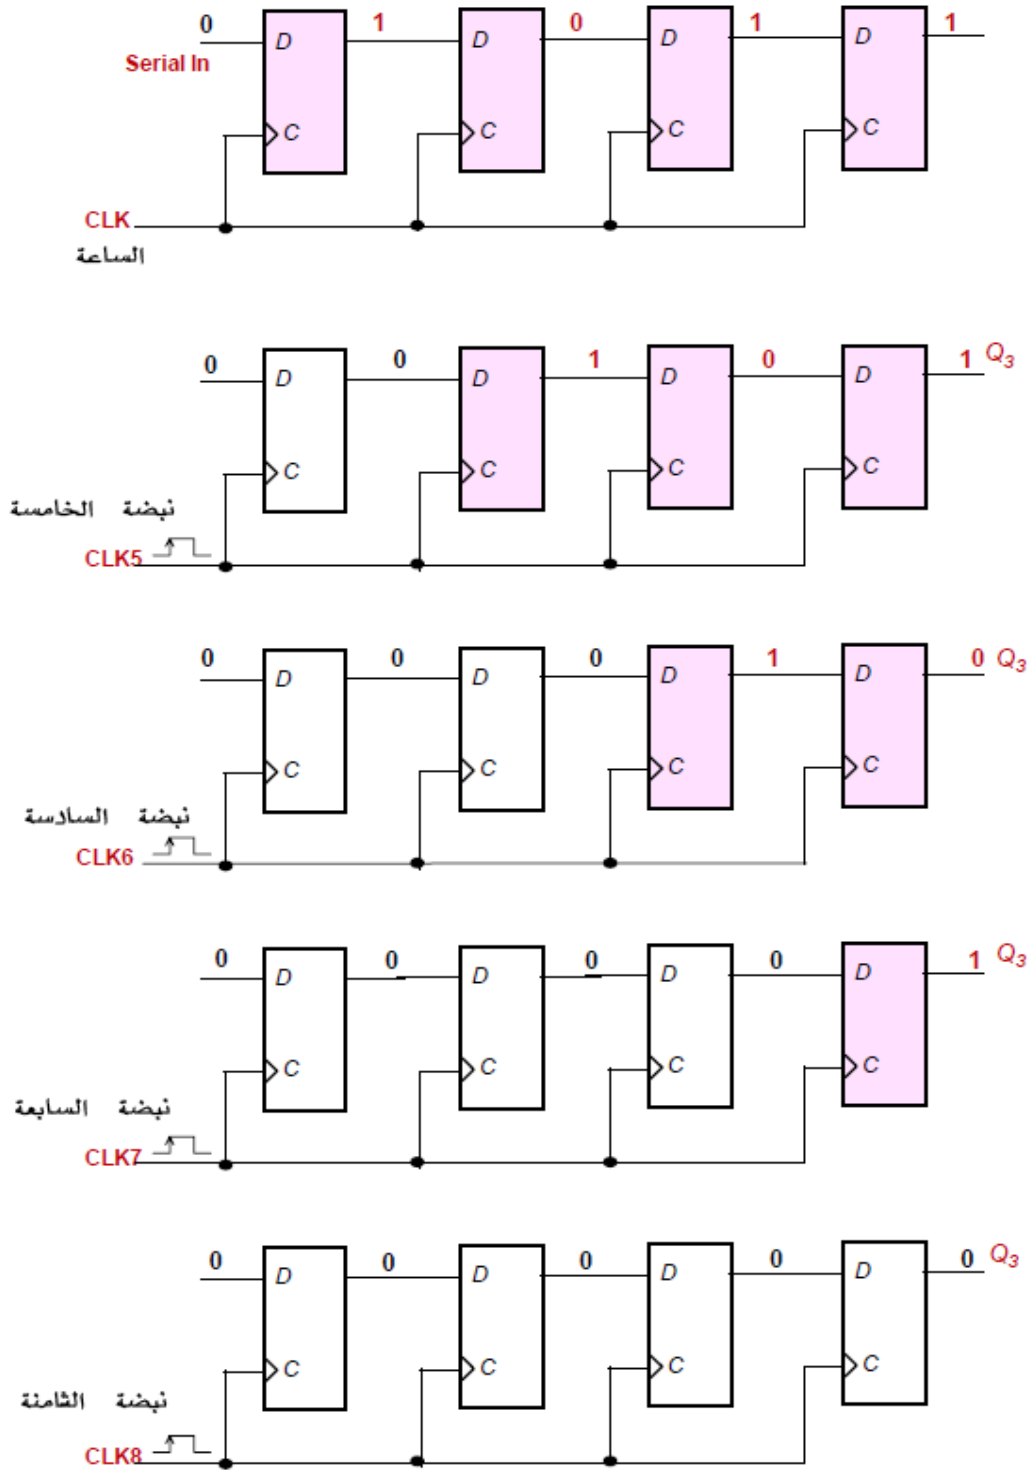 0 1 0 1 1
Serial In
D D D D
C C C C
CLK
الساعة
0 0 1 0 1 Q3
D D D D
C C C C
نبضة الخامسة
CLK5
0 0 0 1 0 Q3
D D D D
C C C C
نبضة السادسة
CLK6
0 0 0 0 1 Q3
D D D D
C C C C
نبضة السابعة
CLK7
0 0 0 0 0 Q3
D D D D
C C C C
نبضة الثامنة
CLK8